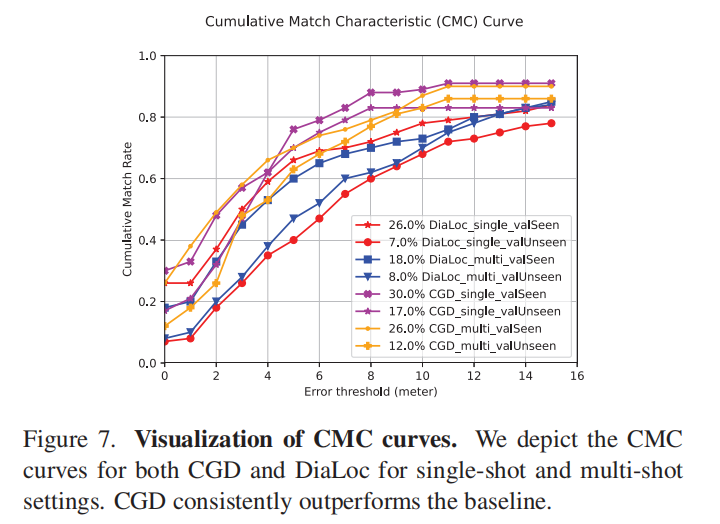 Cumulative Match Characteristic (CMC) Curve
1.0
0.8
0.6
0.4
0.2
0.0
Cumulative Match Rate
26.0% DiaLoc_single_valSeen
7.0% DiaLoc_single_valUnseen
18.0% DiaLoc_multi_valSeen
8.0% DiaLoc_multi_valUnseen
30.0% CGD_single_valSeen
17.0% CGD_single_valUnseen
26.0% CGD_multi_valSeen
12.0% CGD_multi_valUnseen
0 2 4 6 8 10 12 14 16
Error threshold (meter)
Figure 7. Visualization of CMC curves. We depict the CMC
curves for both CGD and DiaLoc for single-shot and multi-shot
settings. CGD consistently outperforms the baseline.